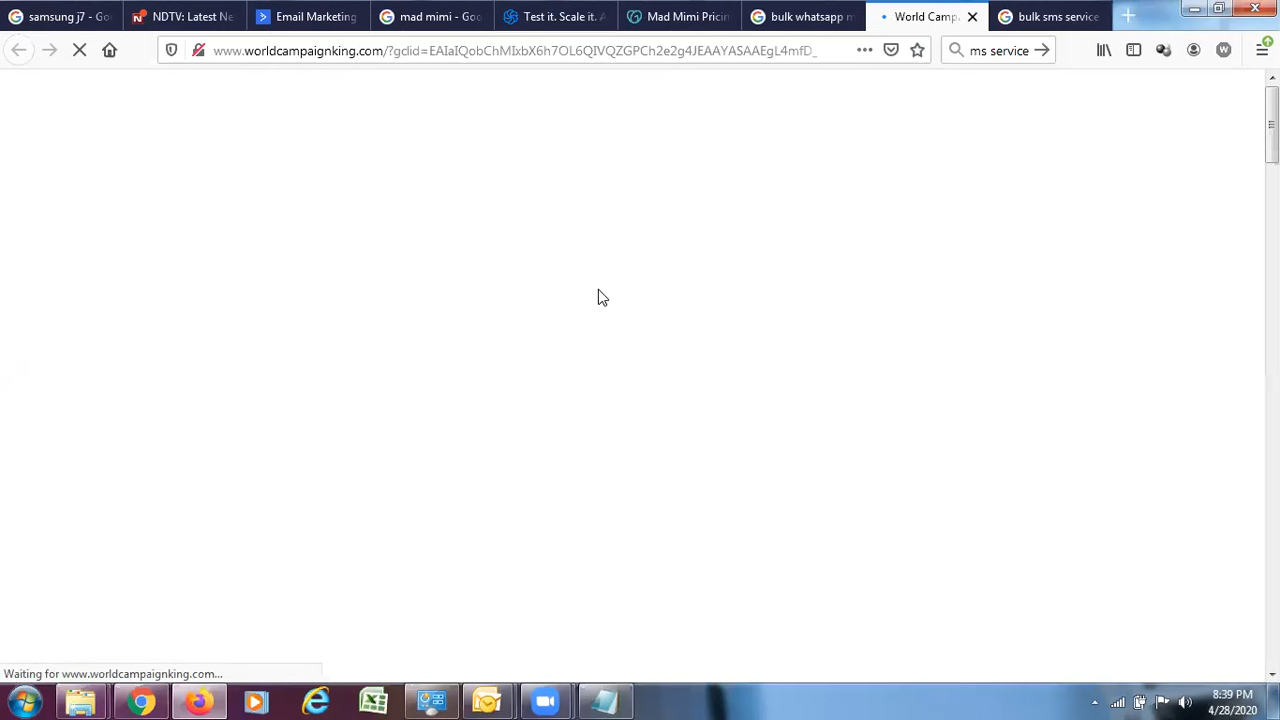 samsung j7 - Go
NDTV: Latest Ne
Email Marketing
mad mimi - Goo
Test it. Scale it. A
Mad Mimi Pricin
bulk whatsapp m
World Camp
bulk sms service
www.worldcampaignking.com/?gclid=EAIaIQobChMIxbX6h7OL6QIVQZGPCh2e2g4JEAAYASAAEgL4mfD_
ms service
Waiting for www.worldcampaignking.com...
8:39 PM
4/28/2020